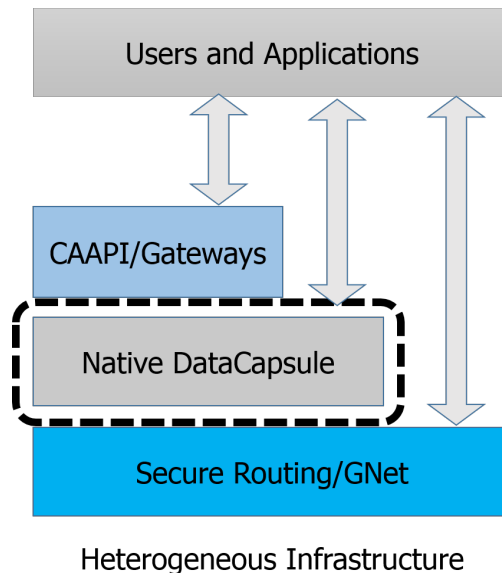 Users and Applications
CAAPI/Gateways
Native DataCapsule
Secure Routing/GNet
Heterogeneous Infrastructure